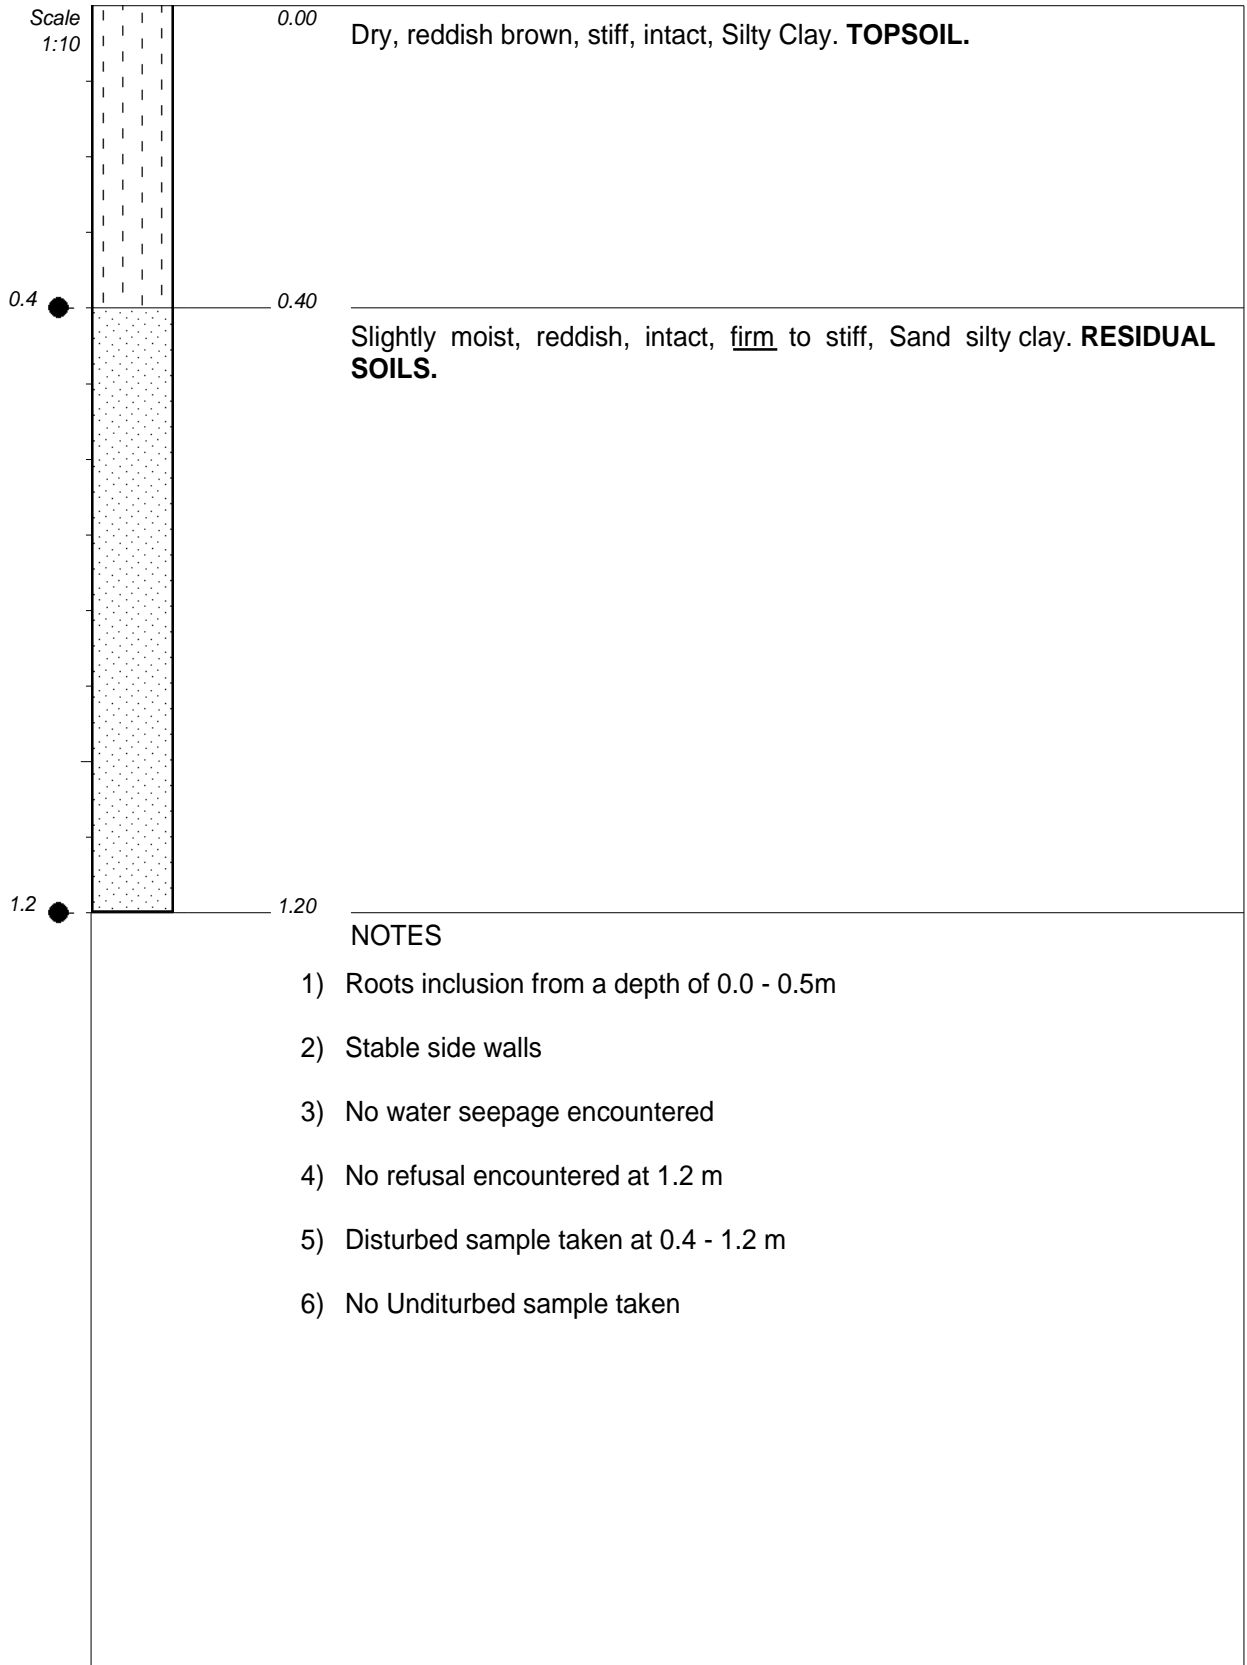 Scale
1:10
0.00
Dry, reddish brown, stiff, intact, Silty Clay. TOPSOIL.
0.4
0.40
Slightly moist, reddish, intact, firm to stiff, Sand silty clay. RESIDUAL
SOILS.
1.2
1.20
NOTES
1) Roots inclusion from a depth of 0.0 - 0.5m
2) Stable side walls
3) No water seepage encountered
4) No refusal encountered at 1.2 m
5) Disturbed sample taken at 0.4 - 1.2 m
6) No Unditurbed sample taken